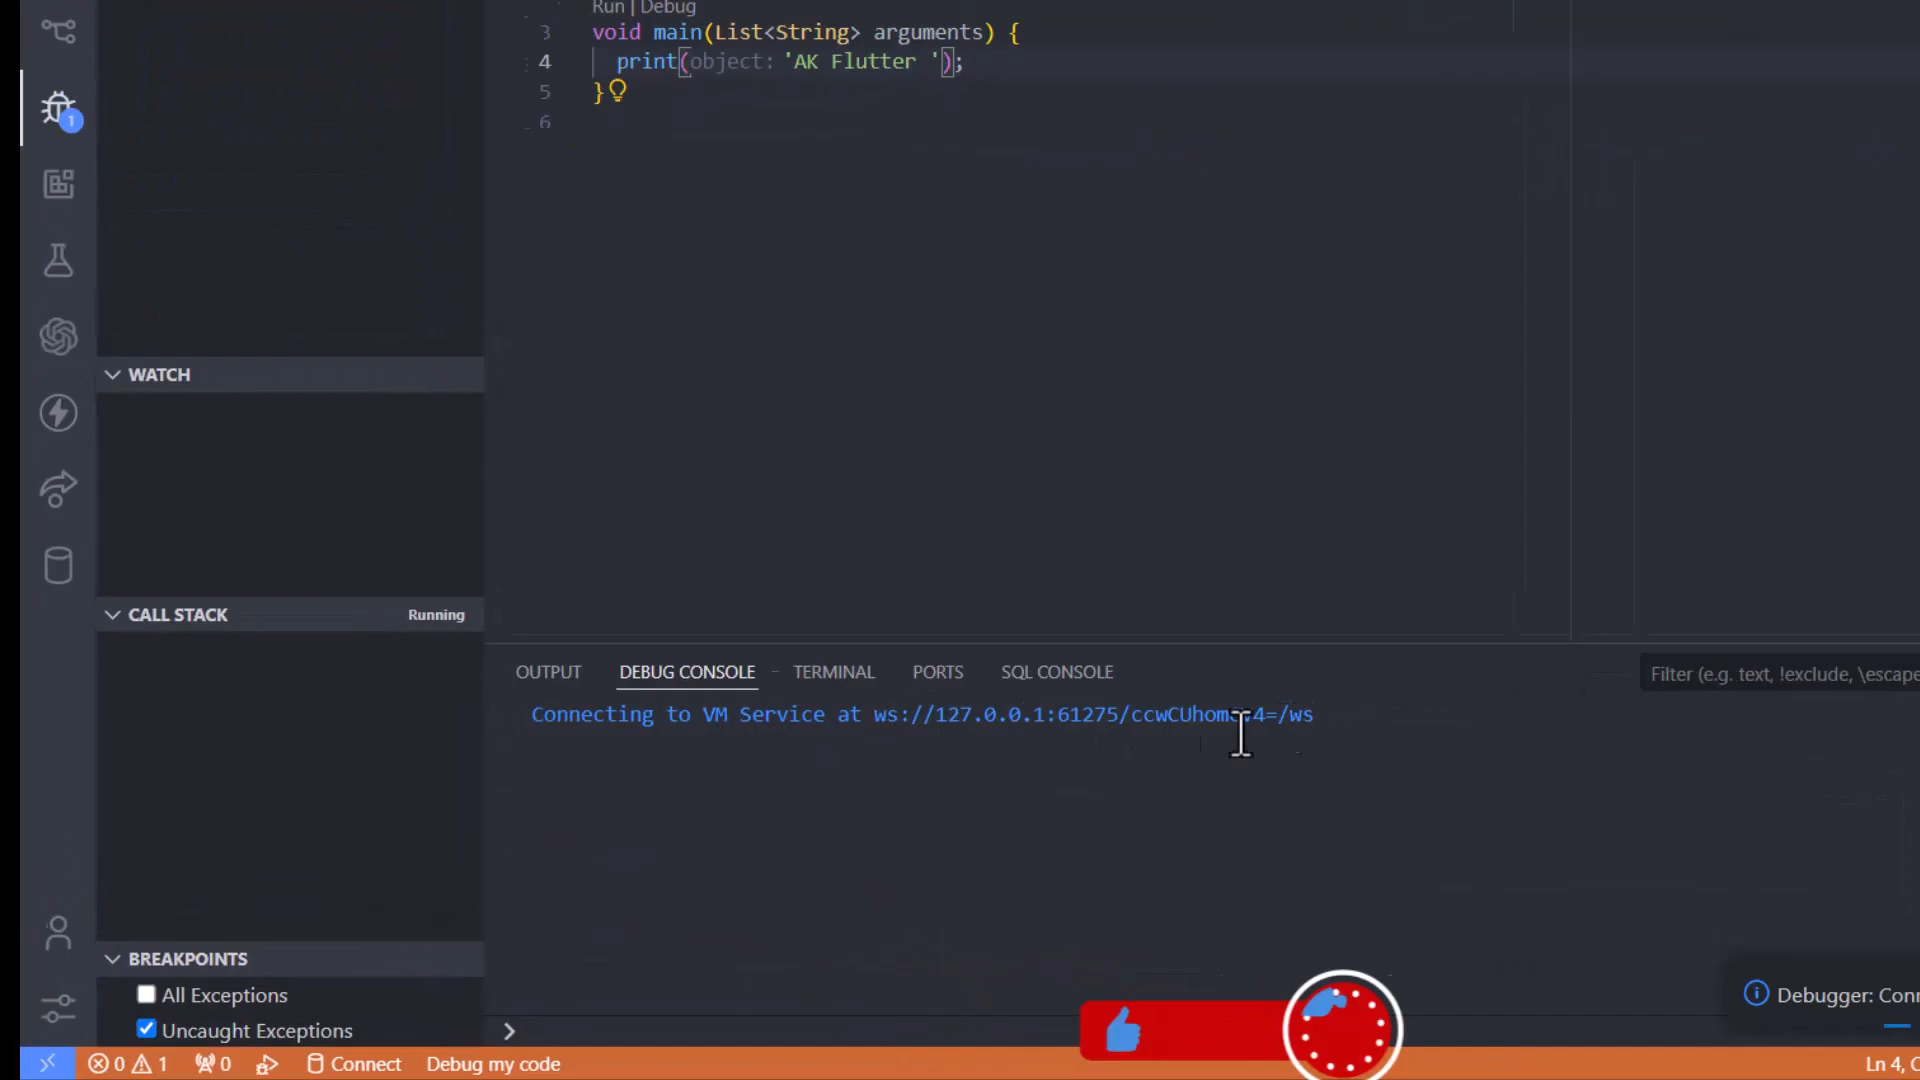 Run | Debug
3 void main(List<String> arguments) {
4 print(object: 'AK Flutter ');
5 }
6
1
WATCH
CALL STACK Running
OUTPUT DEBUG CONSOLE TERMINAL PORTS SQL CONSOLE
Filter (e.g. text, !exclude, \escape
Connecting to VM Service at ws://127.0.0.1:61275/
BREAKPOINTS
All Exceptions
Uncaught Exceptions
Debugger: Con
0 1 0 Connect Debug my code
Ln 4, C